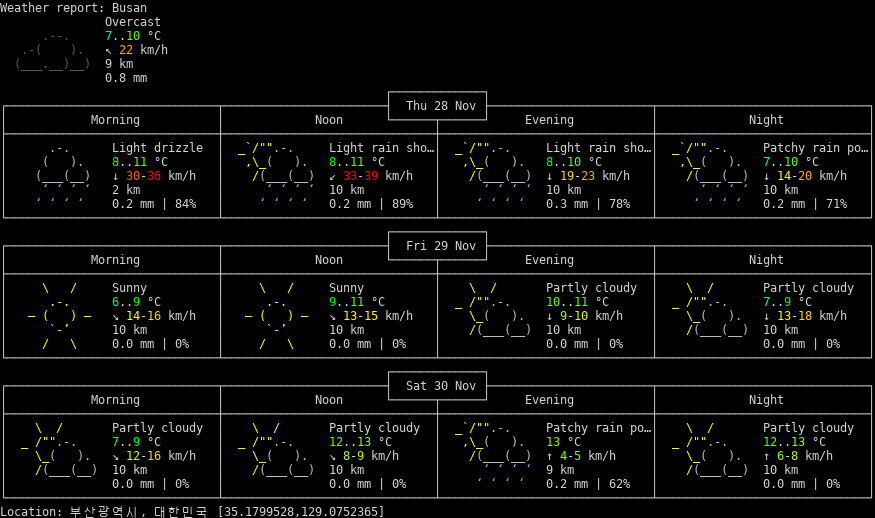 Weather report: Busan
Overcast
7..10 °C
↖ 22 km/h
9 km
0.8 mm
Thu 28 Nov
Morning Noon Evening Night
Light drizzle Light rain sho… Light rain sho… Patchy rain po…
8..11 °C 8..11 °C 8..10 °C 7..10 °C
↓ 30-36 km/h ↙ 33-39 km/h ↓ 19-23 km/h ↓ 14-20 km/h
2 km 10 km 10 km 10 km
0.2 mm | 84% 0.2 mm | 89% 0.3 mm | 78% 0.2 mm | 71%
Fri 29 Nov
Morning Noon Evening Night
Sunny Sunny Partly cloudy Partly cloudy
6..9 °C 9..11 °C 10..11 °C 7..9 °C
↘ 14-16 km/h ↘ 13-15 km/h ↓ 9-10 km/h ↓ 13-18 km/h
10 km 10 km 10 km 10 km
0.0 mm | 0% 0.0 mm | 0% 0.0 mm | 0% 0.0 mm | 0%
Sat 30 Nov
Morning Noon Evening Night
Partly cloudy Partly cloudy Patchy rain po… Partly cloudy
7..9 °C 12..13 °C 13 °C 12..13 °C
↘ 12-16 km/h ↘ 8-9 km/h ↑ 4-5 km/h ↑ 6-8 km/h
10 km 10 km 9 km 10 km
0.0 mm | 0% 0.0 mm | 0% 0.2 mm | 62% 0.0 mm | 0%
Location: 부산광역시, 대한민국 [35.1799528,129.0752365]